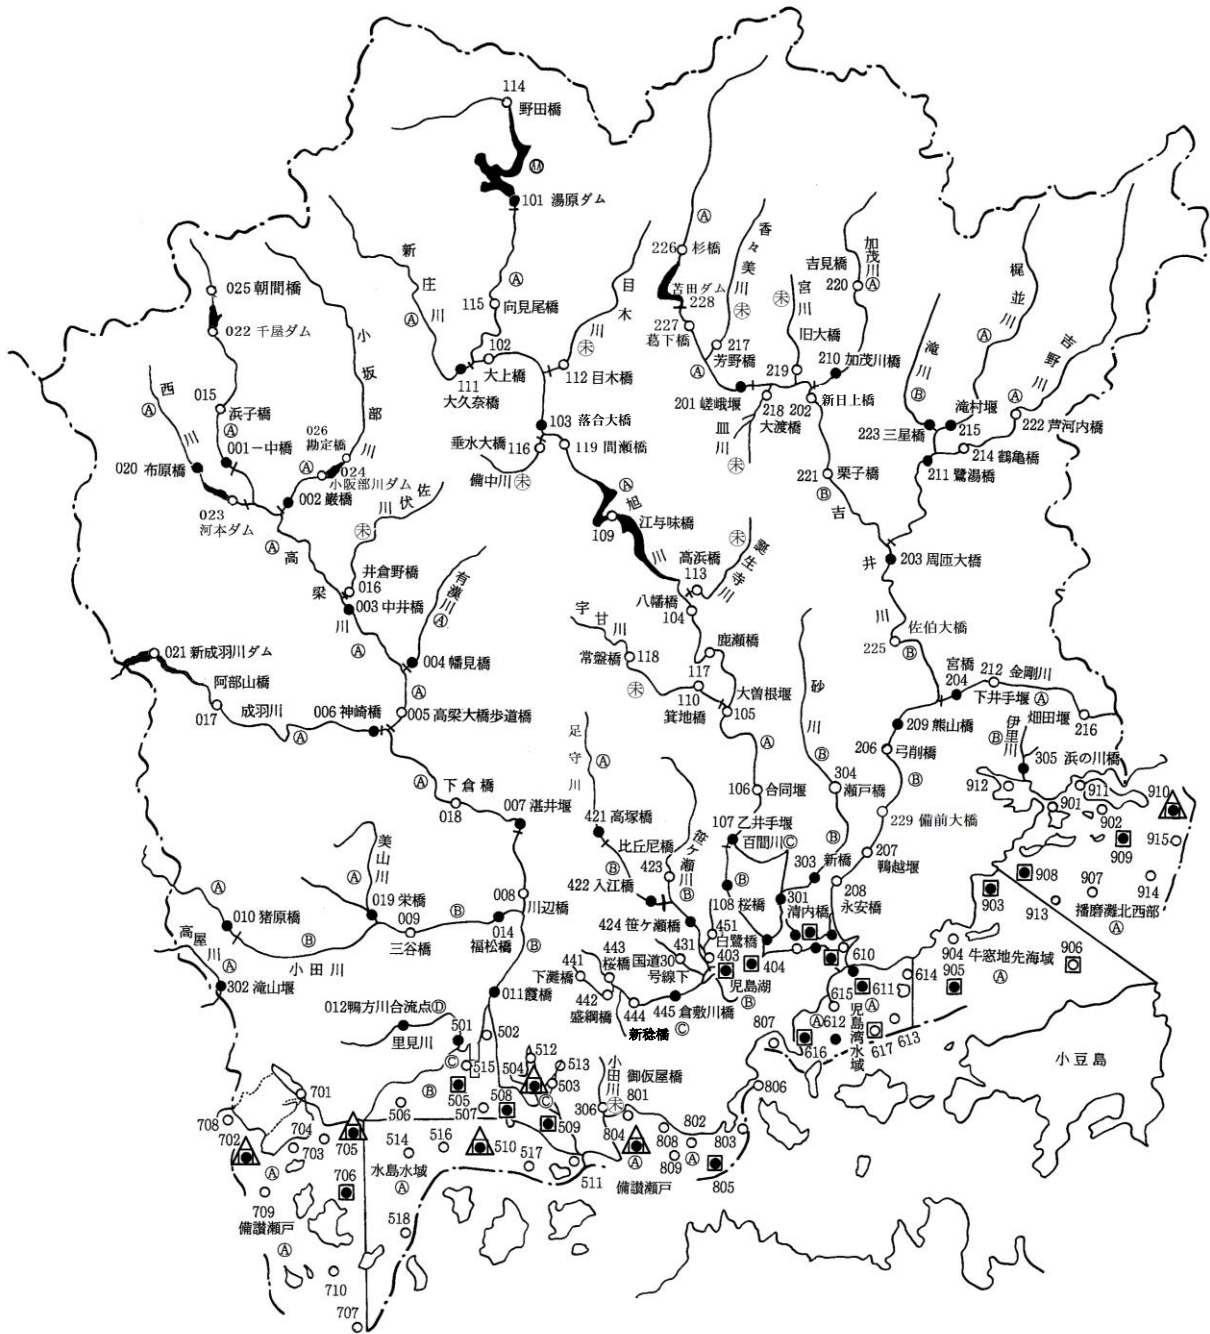 114
野田橋
Ⓜ
101 湯原ダム
新庄川
Ⓐ
Ⓐ
115 向見尾橋
102
大上橋
111
大久奈橋
目木川
㊍
112 目木橋
103 落合大橋
垂水大橋
116
119 間瀬橋
備中川
Ⓐ
226 杉橋
苫田ダム
228
227
葛下橋
香々美川
217
芳野橋
Ⓐ
201 嵯峨堰
宮川
旧大橋
219
吉見橋
220
加茂川
Ⓐ
210 加茂川橋
218
大渡橋
皿川
202
新田上橋
滝川
Ⓑ
223 三星橋
梶並川
Ⓐ
滝村堰
215
吉野川
Ⓐ
222 芦河内橋
214 鶴亀橋
211 鷺湯橋
025 朝間橋
022 千屋ダム
015
浜子橋
Ⓐ
001一中橋
西川
Ⓐ
020 布原橋
023
河本ダム
小坂部川
026
勘定橋
Ⓐ
024
小阪部川ダム
002 巌橋
Ⓐ
高梁川
佐伏川
井倉野橋
016
003 中井橋
Ⓐ
有漢川
Ⓐ
004 幡見橋
Ⓐ
005 高梁大橋歩道橋
021 新成羽川ダム
阿部山橋
017
成羽川
Ⓐ
006 神崎橋
Ⓐ
下倉橋
018
007 湛井堰
Ⓐ
旭川
109
江与味橋
高浜橋
113
誕生寺川
八幡橋
104
宇甘川
常盤橋
118
鹿瀬橋
117
110
箕地橋
大曽根堰
105
Ⓐ
106 合同堰
221
栗子橋
Ⓑ
吉井川
203 周匝大橋
佐伯大橋
225
Ⓑ
宮橋
204
212 金剛川
下井手堰
Ⓐ
畑田堰
216
209 熊山橋
206 弓削橋
Ⓑ
229 備前大橋
207
鴨越堰
208
永安橋
伊里川
Ⓑ
305 浜の川橋
砂川
Ⓑ
304
瀬戸橋
Ⓑ
303 新橋
301
清内橋
足守川
Ⓐ
421 高塚橋
比丘尼橋
Ⓑ
423
422 入江橋
笹ヶ瀬川
Ⓑ
424 笹ヶ瀬橋
107 乙井手堰
百間川Ⓒ
Ⓑ
108 桜橋
451
白鷺橋
403
404
児島湖
Ⓑ
431
国道30
号線下
443
桜橋
441
下灘橋
442
盛綱橋
444
新稔橋
445 倉敷川橋
Ⓒ
美山川
Ⓐ
019 栄橋
009
三谷橋
Ⓑ
014
福松橋
008
川辺橋
Ⓑ
Ⓐ
010 猪原橋
Ⓑ
小田川
高屋川
Ⓐ
302 滝山堰
011霞橋
012鴨方川合流点Ⓓ
里見川
501
502
Ⓒ
515
505
Ⓑ
506
507
508
512
504
513
503
Ⓒ
509
510
511
514
516
517
518
水島水域
Ⓐ
小田川
306
御仮屋橋
801
802
803
804
Ⓐ
808
809
805
806
807
備讃瀬戸
Ⓐ
701
702
703
704
705
706
707
708
709
710
Ⓐ
備讃瀬戸
Ⓐ
610
611
612
613
614
615
616
617
Ⓐ
Ⓐ
児島湾水域
901
902
903
904
905
906
907
908
909
910
911
912
913
914
915
播磨灘北西部
Ⓐ
牛窓地先海域
Ⓐ
小豆島